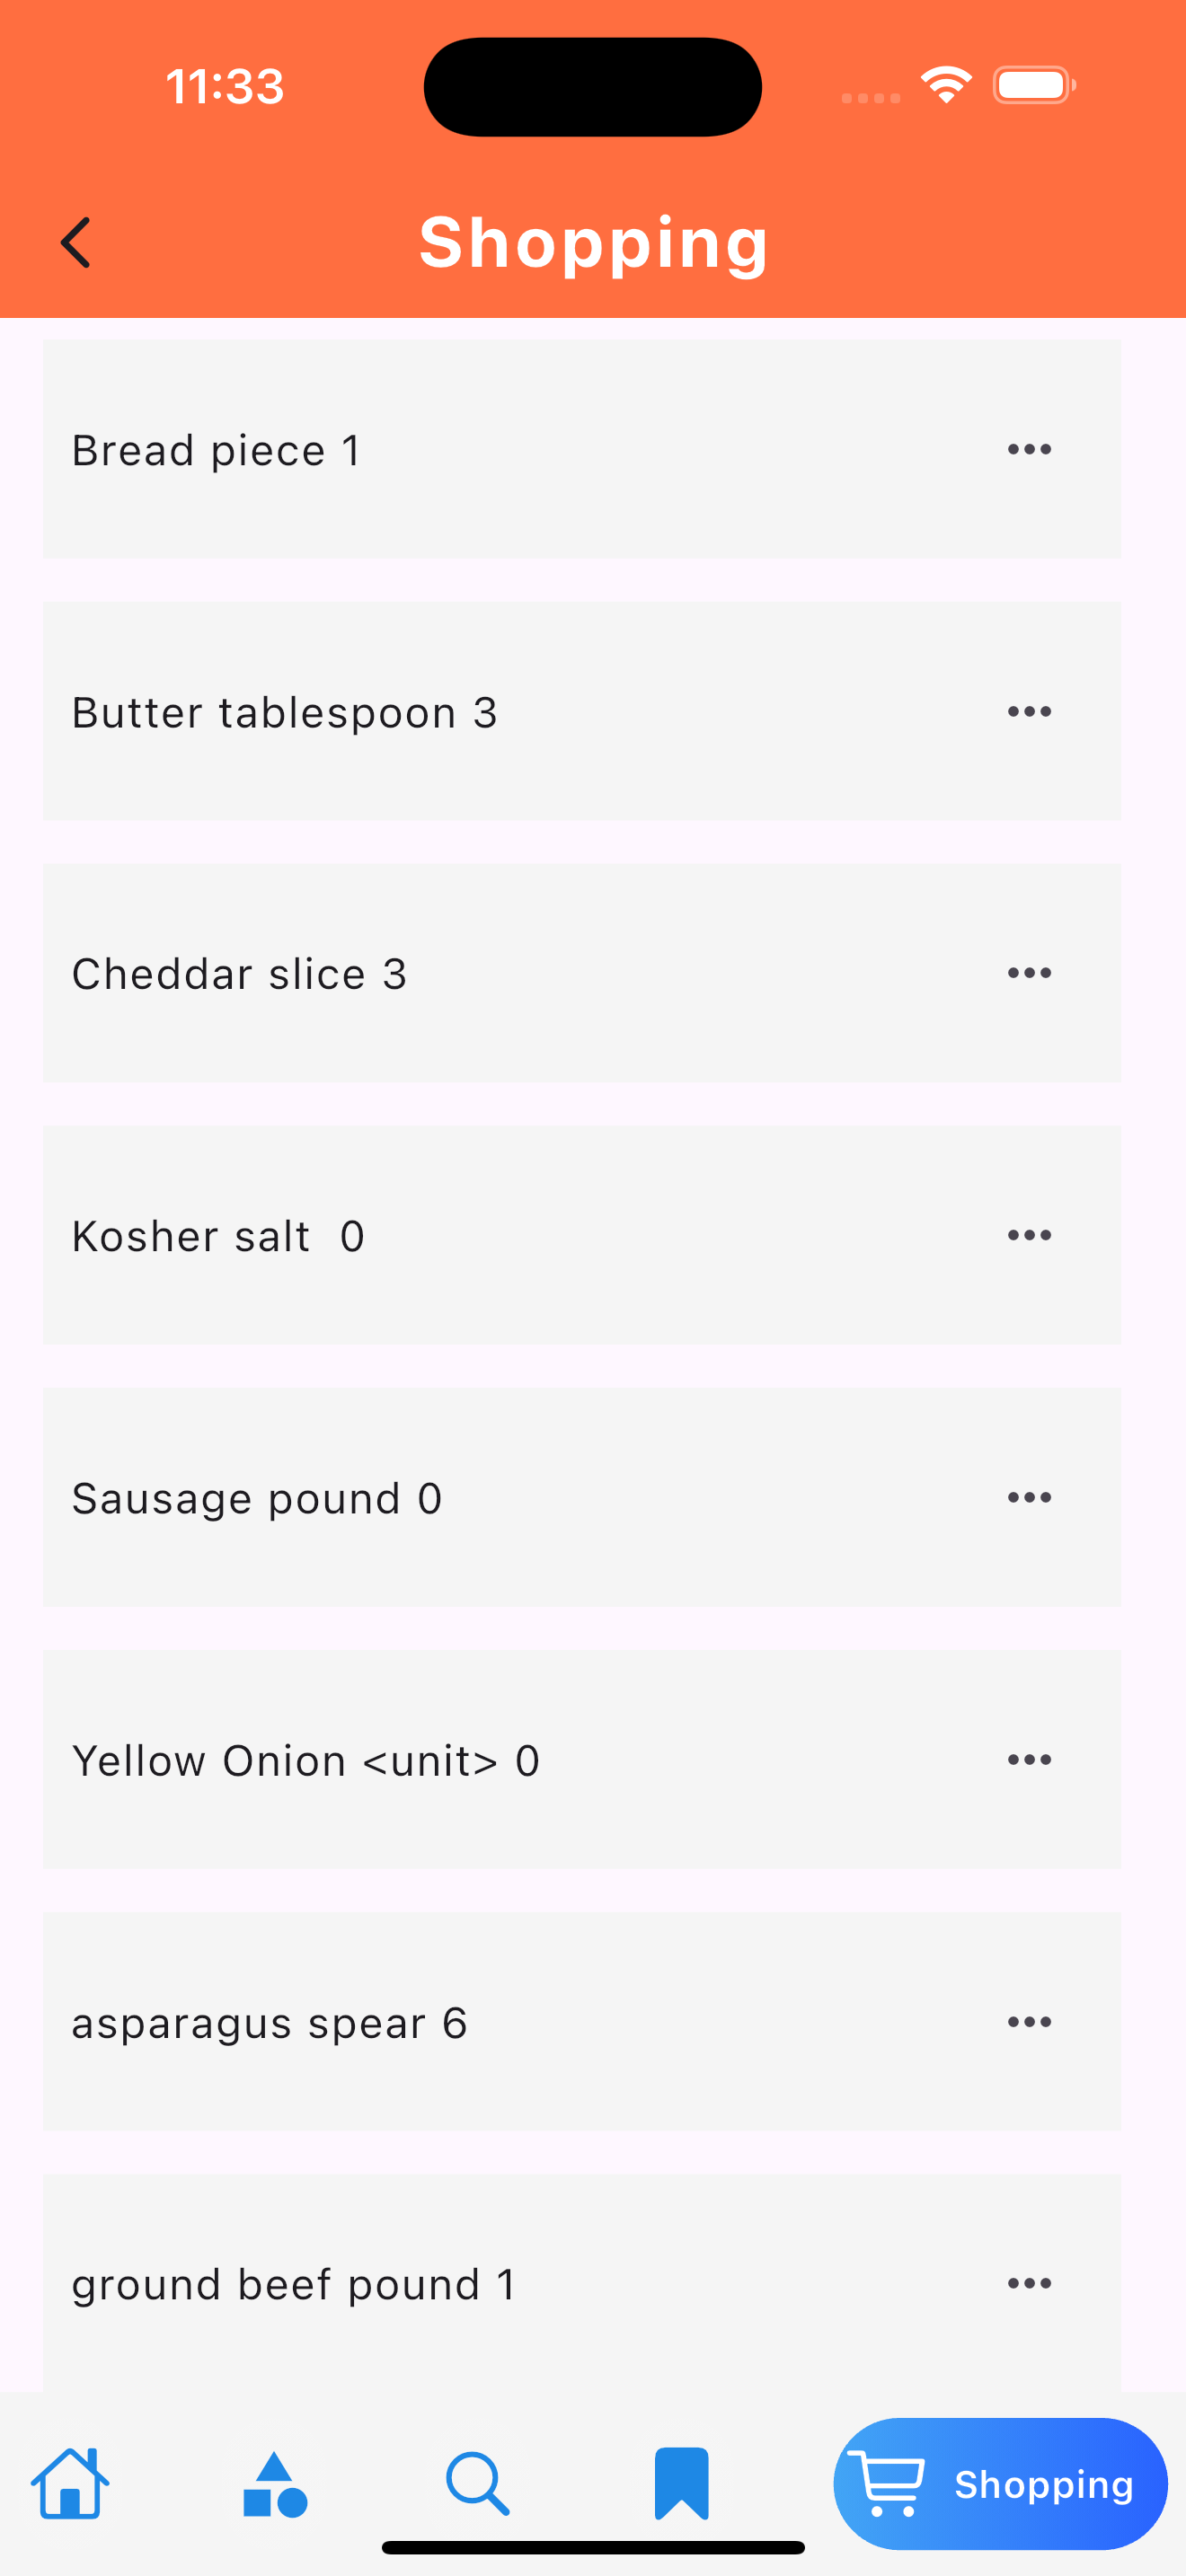 11:33
Shopping
Bread piece 1
Butter tablespoon 3
Cheddar slice 3
Kosher salt  0
Sausage pound 0
Yellow Onion <unit> 0
asparagus spear 6
ground beef pound 1
Shopping